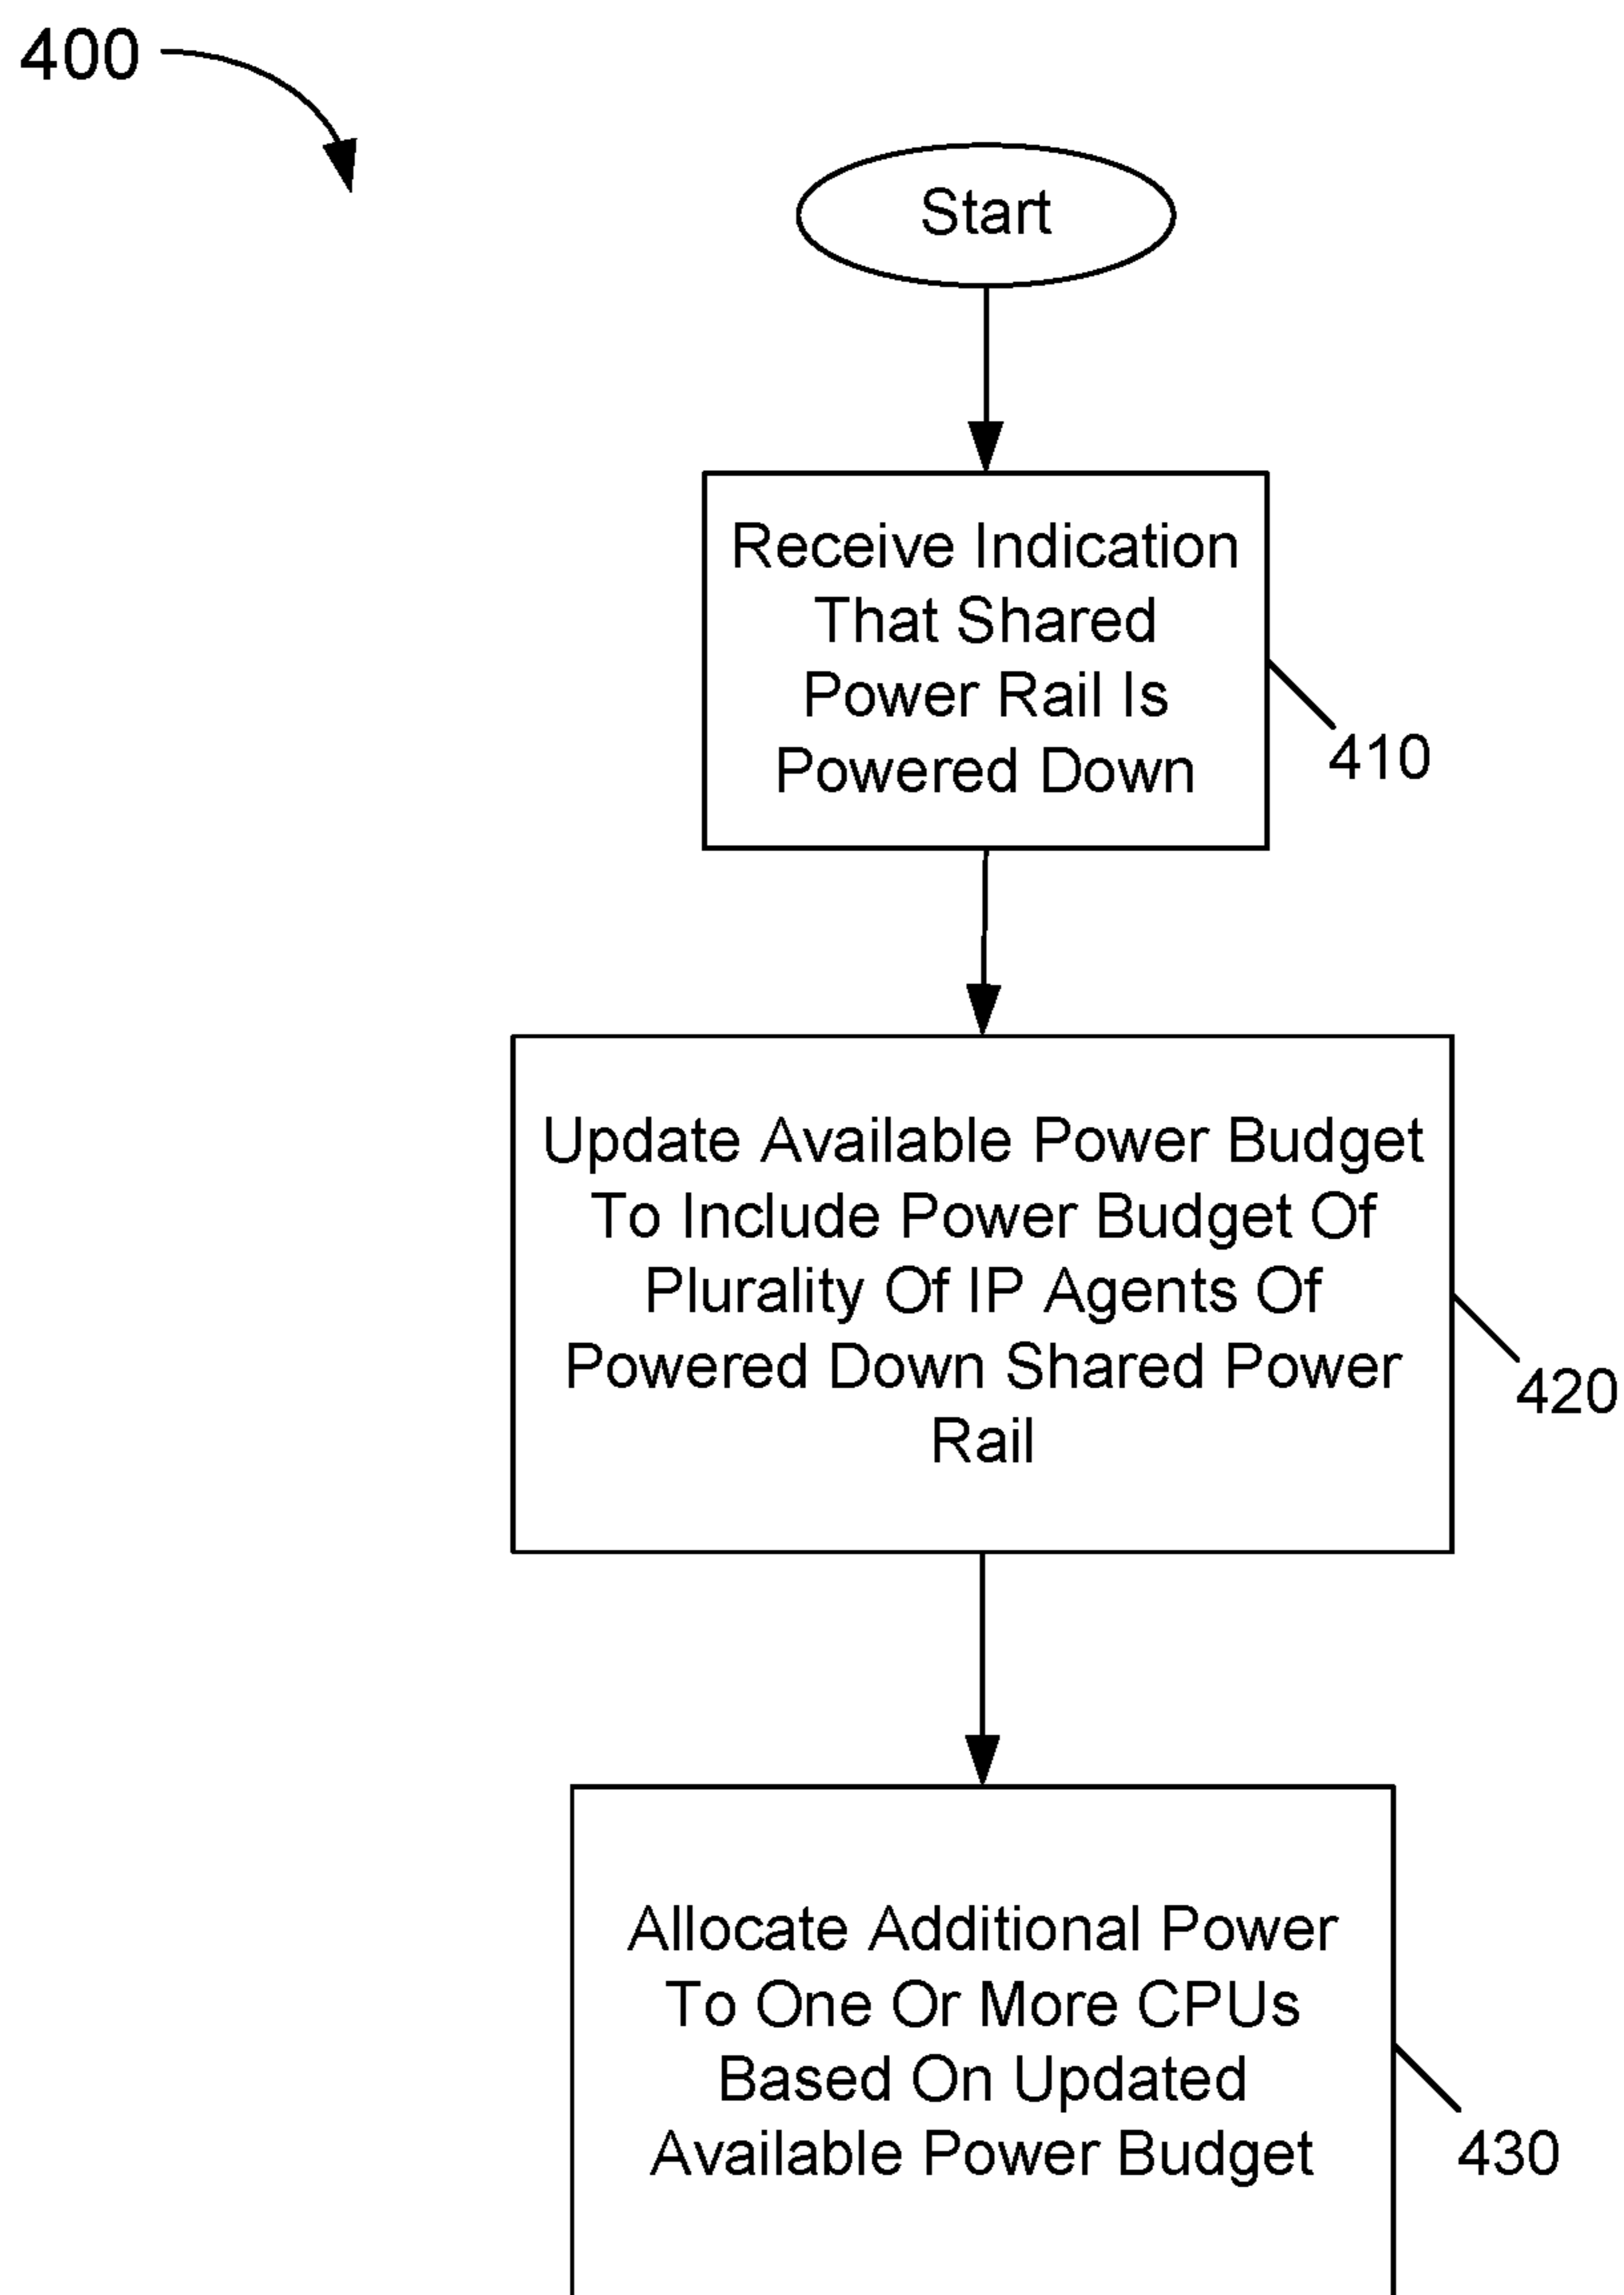 400
Start
Receive Indication
That Shared
Power Rail Is
Powered Down
410
Update Available Power Budget
To Include Power Budget Of
Plurality Of IP Agents Of
Powered Down Shared Power
Rail
420
Allocate Additional Power
To One Or More CPUs
Based On Updated
Available Power Budget
430